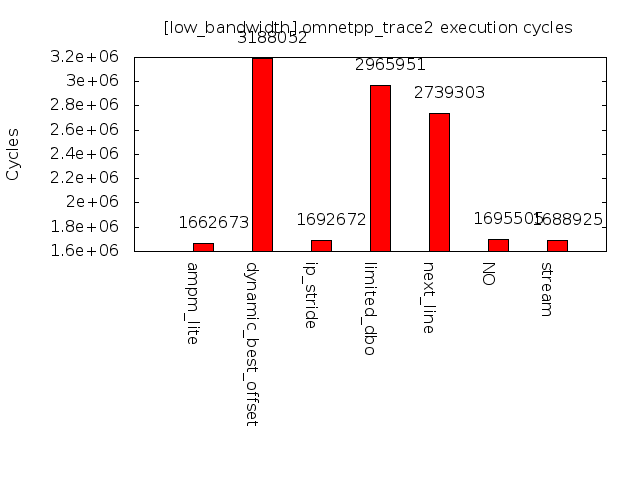 [low_bandwidth].omnetpp_trace2 execution cycles
Cycles
3.2e+06
3e+06
2.8e+06
2.6e+06
2.4e+06
2.2e+06
2e+06
1.8e+06
1.6e+06
1662673
3188052
1692672
2965951
2739303
1695505
1688925
ampm_lite
dynamic_best_offset
ip_stride
limited_dbo
next_line
NO
stream